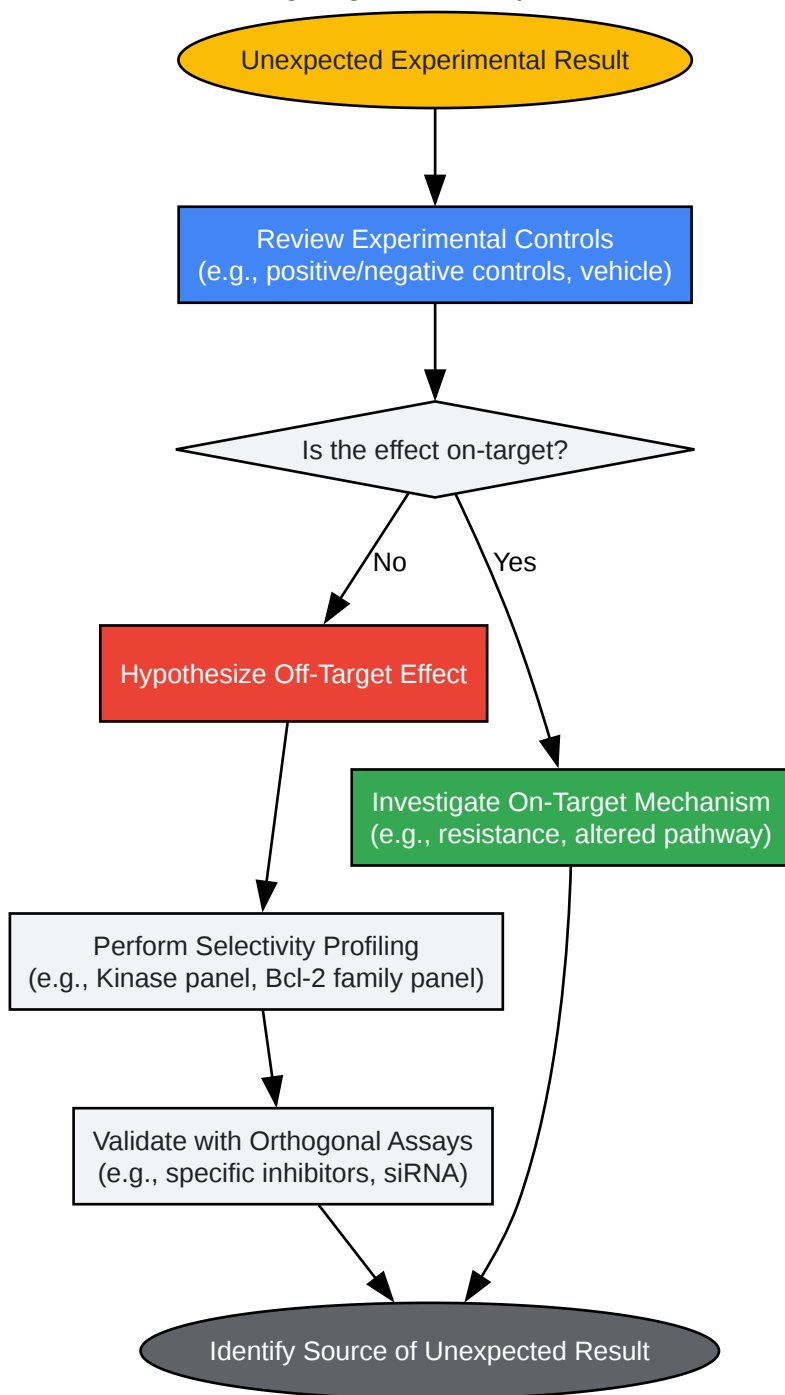 Unexpected Experimental Result
Review Experimental Controls
(e.g., positive/negative controls, vehicle)
Is the effect on-target?
No
Yes
Hypothesize Off-Target Effect
Investigate On-Target Mechanism
(e.g., resistance, altered pathway)
Perform Selectivity Profiling
(e.g., Kinase panel, Bcl-2 family panel)
Validate with Orthogonal Assays
(e.g., specific inhibitors, siRNA)
Identify Source of Unexpected Result